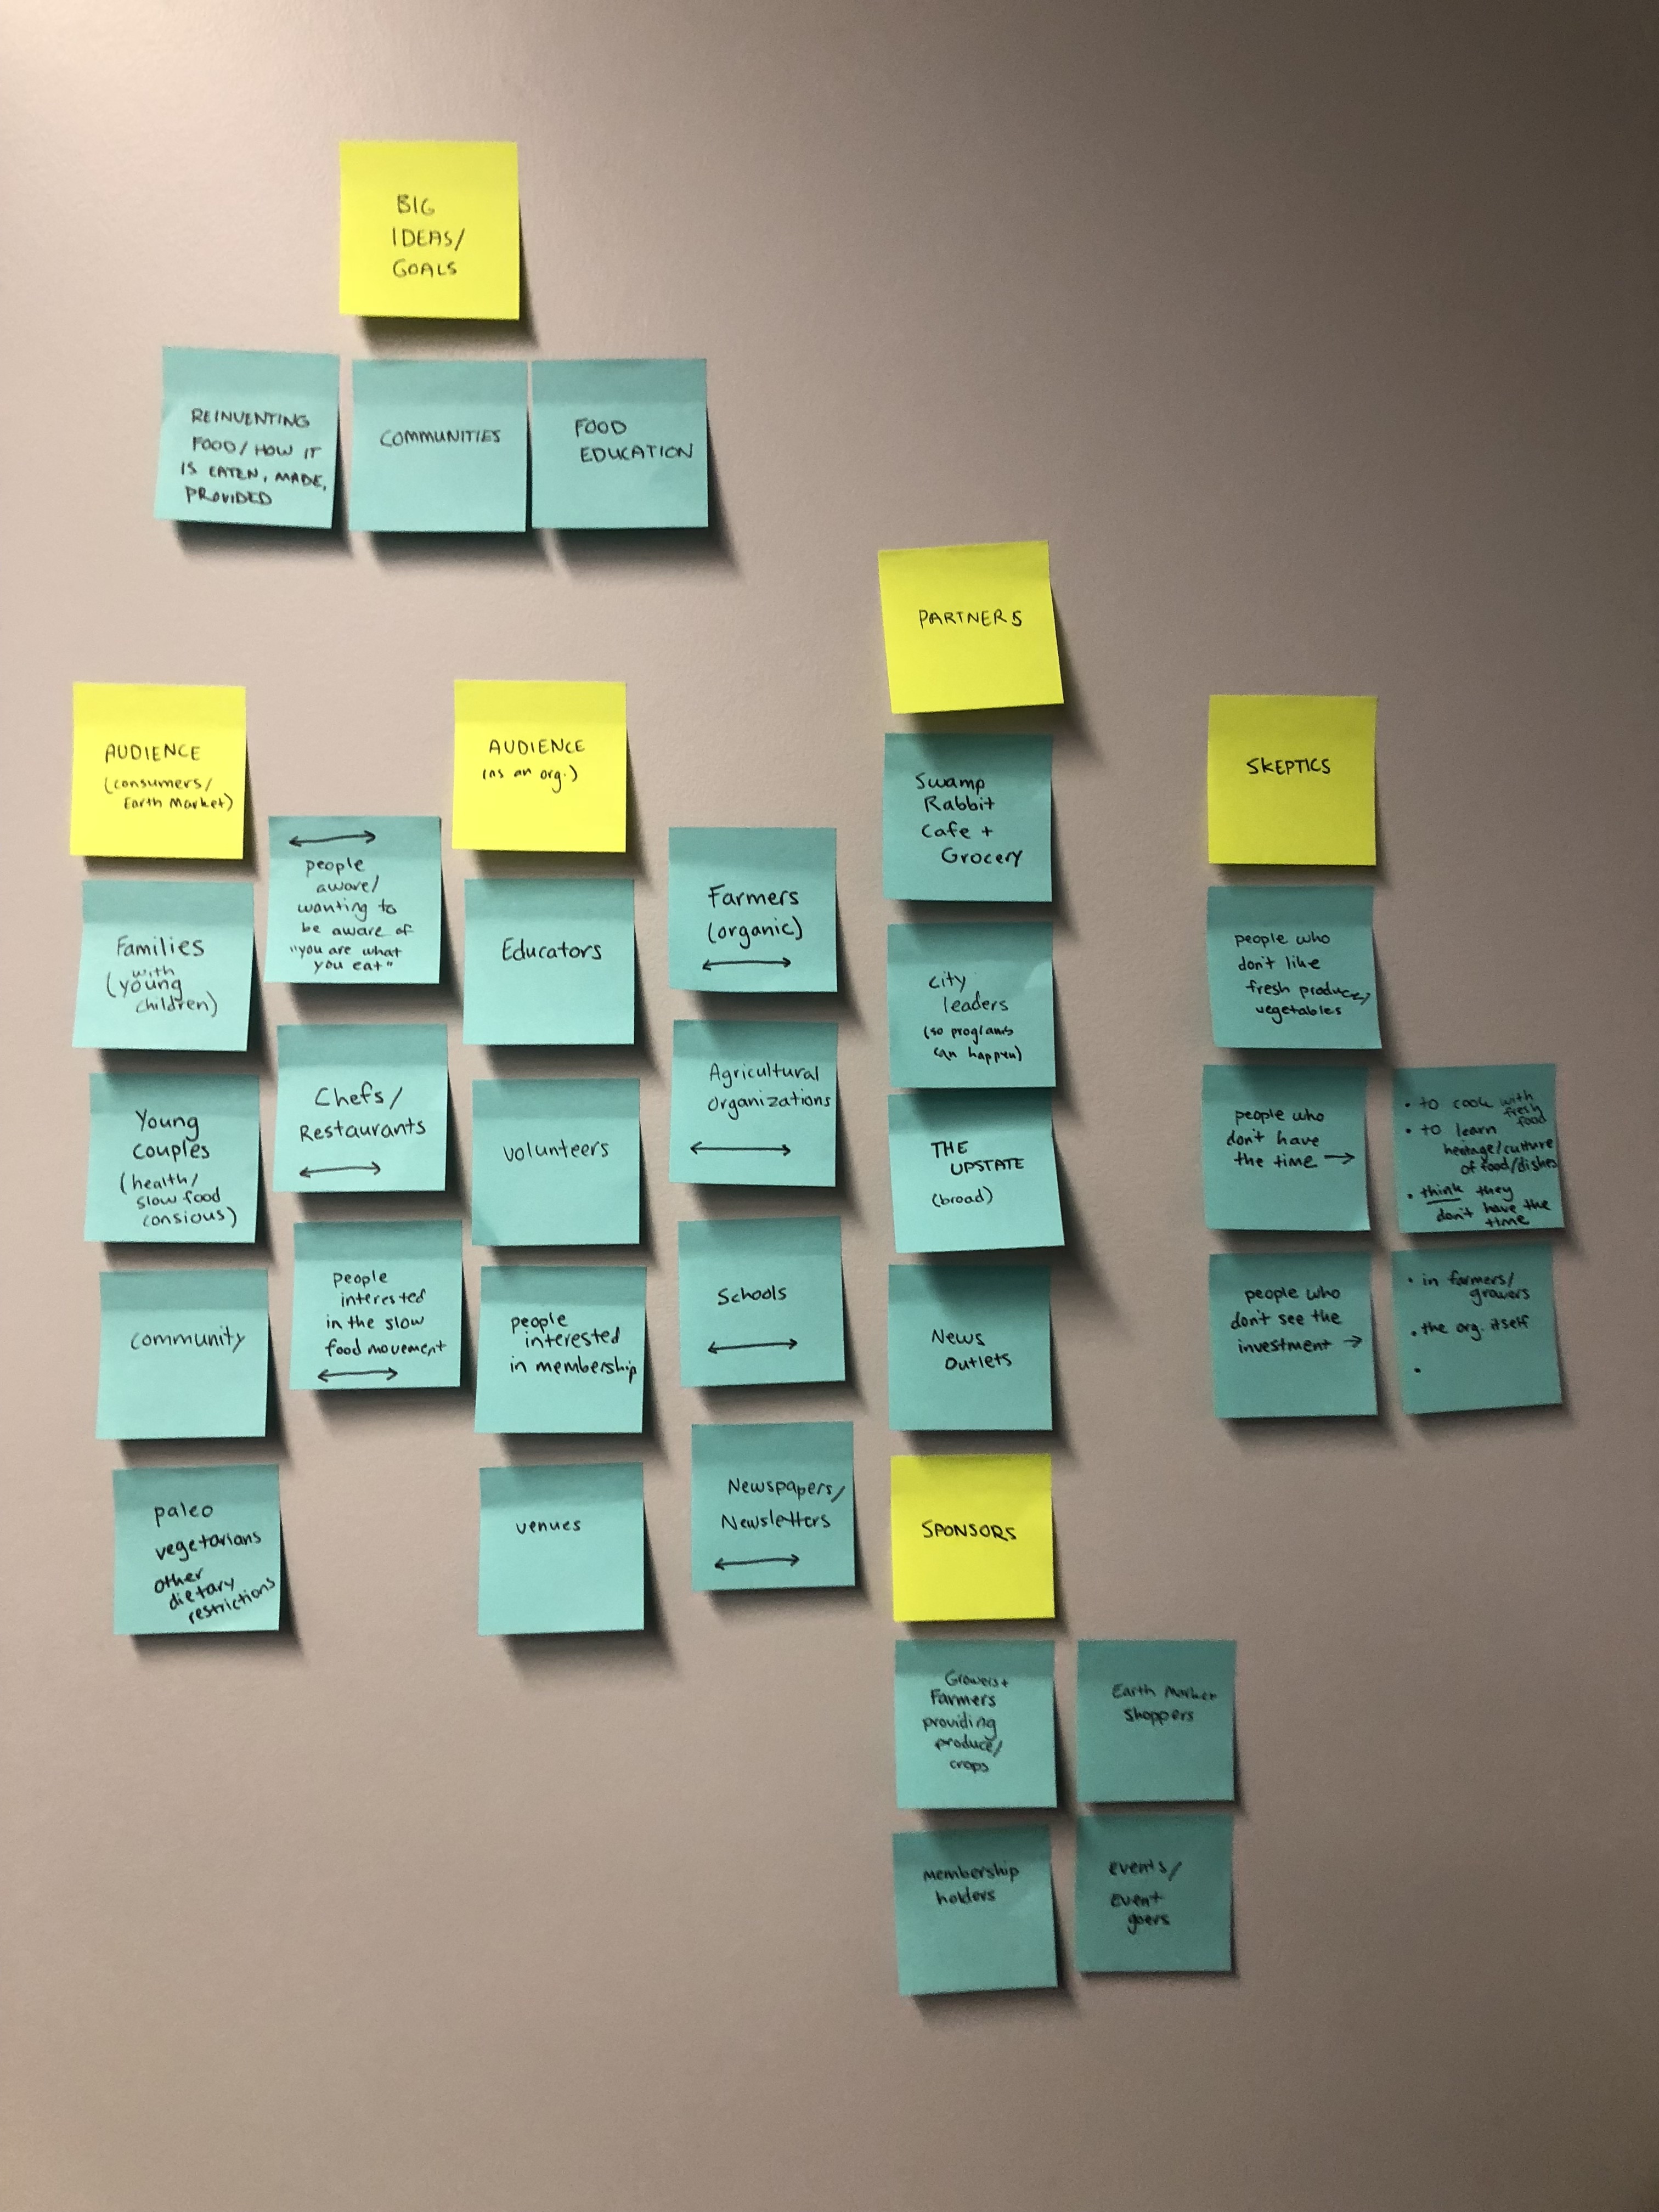 BIG
IDEAS/
GOALS
REINVENTING
FOOD/HOW IT
IS EATEN, MADE,
PROVIDED
COMMUNITIES
FOOD
EDUCATION
AUDIENCE
(consumers/
Earth Market)
Families
with
(young
children)
Young
couples
(health/
slow food
consious)
community
paleo
vegetarians
other
dietary
restrictions
people
aware/
wanting to
be aware of
"you are what
you eat"
Chefs/
Restaurants
people
interested
in the slow
food movement
AUDIENCE
(as an org.)
Educators
volunteers
people
interested
in membership
venues
Farmers
(organic)
Agricultural
Organizations
Schools
Newspapers/
Newsletters
PARTNERS
Swamp
Rabbit
Cafe +
Grocery
city
leaders
(so programs
can happen)
THE
UPSTATE
(broad)
News
Outlets
SPONSORS
Growers+
Farmers
providing
produce/
crops
Earth Market
Shoppers
membership
holders
events/
event
goers
SKEPTICS
people who
don't like
fresh produce/
vegetables
people who
don't have
the time →
• to cook with
fresh
food
• to learn
heritage/culture
of food/dishes
• think they
don't have the
time
people who
don't see the
investment →
• in farmers/
growers
• the org. itself
•